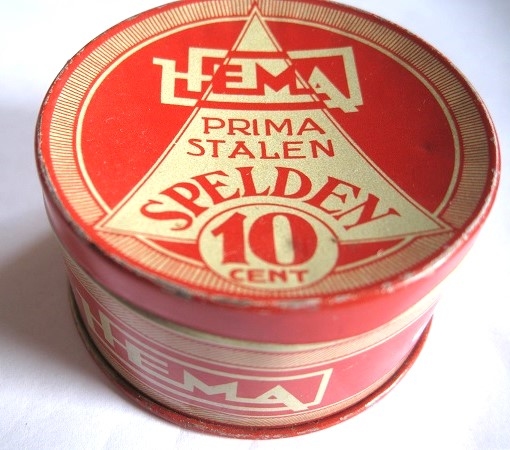 HEMA
PRIMA
STALEN
SPELDEN
10
CENT
HEMA